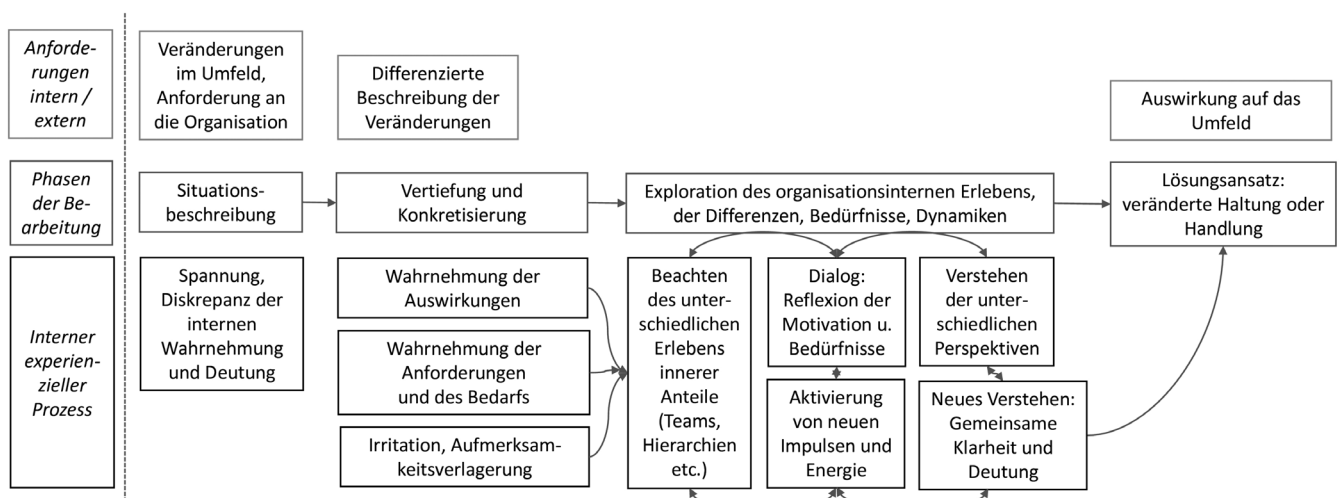 Anforde-
rungen
intern /
extern
Veränderungen
im Umfeld,
Anforderung an
die Organisation
Differenzierte
Beschreibung der
Veränderungen
Auswirkung auf das
Umfeld
Phasen
der Be-
arbeitung
Situations-
beschreibung
Vertiefung und
Konkretisierung
Exploration des organisationsinternen Erlebens,
der Differenzen, Bedürfnisse, Dynamiken
Lösungsansatz:
veränderte Haltung oder
Handlung
Interner
experien-
zieller
Prozess
Spannung,
Diskrepanz der
internen
Wahrnehmung
und Deutung
Wahrnehmung der
Auswirkungen
Wahrnehmung der
Anforderungen
und des Bedarfs
Irritation, Aufmerksam-
keitsverlagerung
Beachten
des unter-
schiedlichen
Erlebens
innerer
Anteile
(Teams,
Hierarchien
etc.)
Dialog:
Reflexion der
Motivation u.
Bedürfnisse
Aktivierung
von neuen
Impulsen und
Energie
Verstehen
der unter-
schiedlichen
Perspektiven
Neues Verstehen:
Gemeinsame
Klarheit und
Deutung